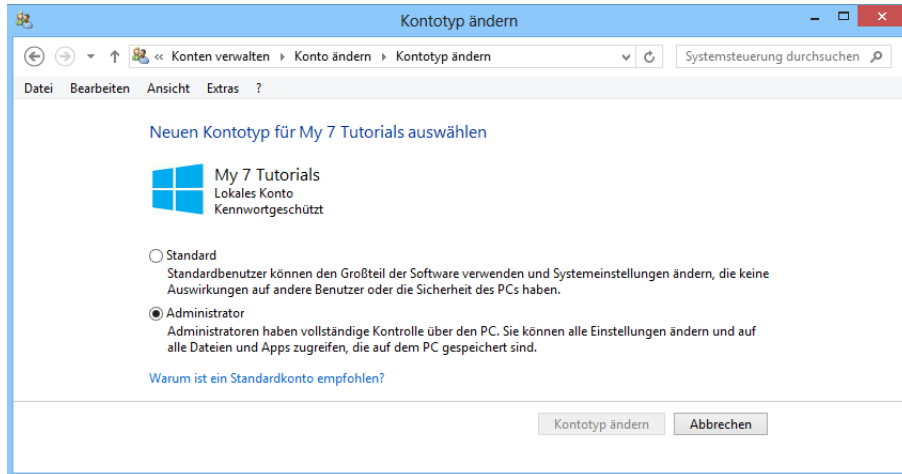 Kontotyp ändern
« Konten verwalten Konto ändern Kontotyp ändern
Systemsteuerung durchsuchen
Datei Bearbeiten Ansicht Extras ?
Neuen Kontotyp für My 7 Tutorials auswählen
My 7 Tutorials
Lokales Konto
Kennwortgeschützt
Standard
Standardbenutzer können den Großteil der Software verwenden und Systemeinstellungen ändern, die keine
Auswirkungen auf andere Benutzer oder die Sicherheit des PCs haben.
Administrator
Administratoren haben vollständige Kontrolle über den PC. Sie können alle Einstellungen ändern und auf
alle Dateien und Apps zugreifen, die auf dem PC gespeichert sind.
Warum ist ein Standardkonto empfohlen?
Kontotyp ändern Abbrechen